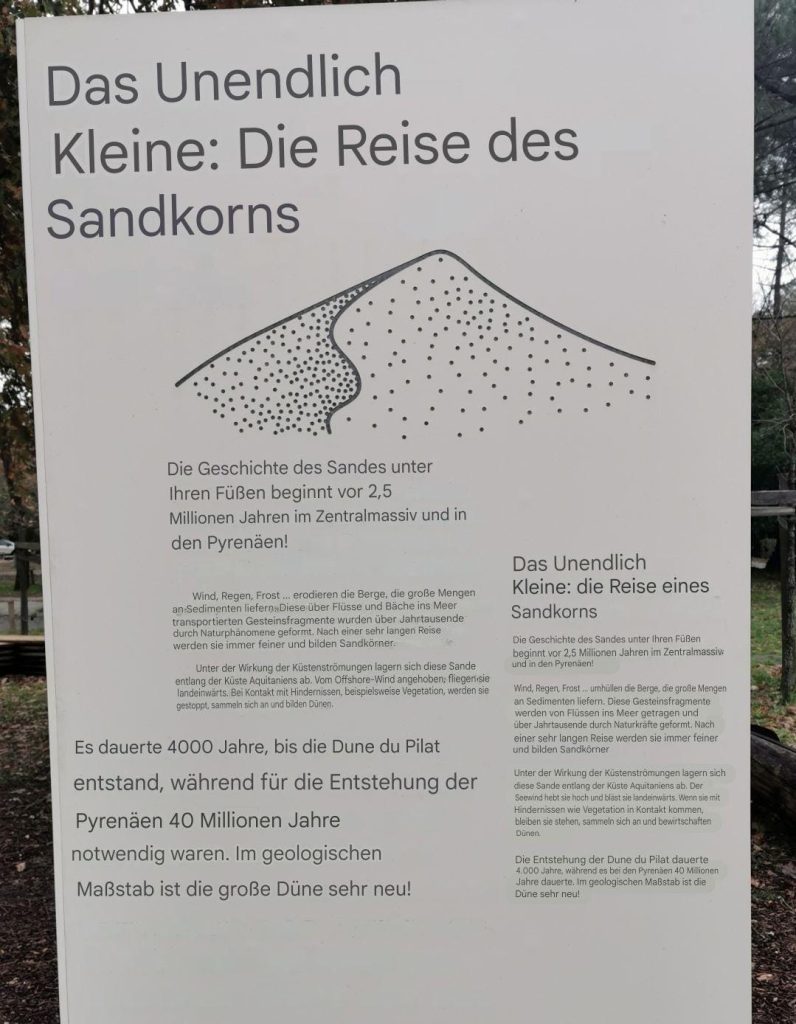 Das Unendlich
Kleine: Die Reise des
Sandkorns
Die Geschichte des Sandes unter
Ihren Füßen beginnt vor 2,5
Millionen Jahren im Zentralmassiv und in
den Pyrenäen!
Wind, Regen, Frost ... erodieren die Berge, die große Mengen
an›Sedimenten liefern»Diese über Flüsse und Bäche ins Meer
transportierten Gesteinsfragmente wurden über Jahrtausende
durch Naturphänomene geformt. Nach einer sehr langen Reise
werden sie immer feiner und bilden Sandkörner.
Unter der Wirkung der Küstenströmungen lagern sich diese Sande
entlang der Küste Aquitaniens ab. Vom Offshore-Wind angehoben; fliegen sie
landeinwärts. Bei Kontakt mit Hindernissen, beispielsweise Vegetation, werden sie
gestoppt, sammeln sich an und bilden Dünen.
Es dauerte 4000 Jahre, bis die Dune du Pilat
entstand, während für die Entstehung der
Pyrenäen 40 Millionen Jahre
notwendig waren. Im geologischen
Maßstab ist die große Düne sehr neu!
Das Unendlich
Kleine: die Reise eines
Sandkorns
Die Geschichte des Sandes unter Ihren Füßen
beginnt vor 2,5 Millionen Jahren im Zentralmassiv
und in den Pyrenäen!
Wind, Regen, Frost ... umhüllen die Berge, die große Mengen
an Sedimenten liefern. Diese Gesteinsfragmente
werden von Flüssen ins Meer getragen und
über Jahrtausende durch Naturkräfte geformt. Nach
einer sehr langen Reise werden sie immer feiner
und bilden Sandkörner
Unter der Wirkung der Küstenströmungen lagern sich
diese Sande entlang der Küste Aquitaniens ab. Der
Seewind hebt sie hoch und bläst sie landeinwärts. Wenn sie mit
Hindernissen wie Vegetation in Kontakt kommen,
bleiben sie stehen, sammeln sich an und bewirtschaften
Dünen.
Die Entstehung der Dune du Pilat dauerte
4.000 Jahre, während es bei den Pyrenäen 40 Millionen
Jahre dauerte. Im geologischen Maßstab ist die
Düne sehr neu!